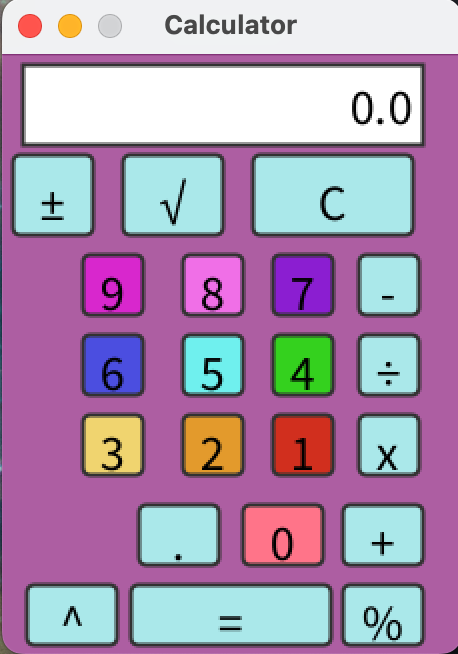 Calculator
0.0
± √ C
9 8 7 -
6 5 4 ÷
3 2 1 x
. 0 +
^ = %